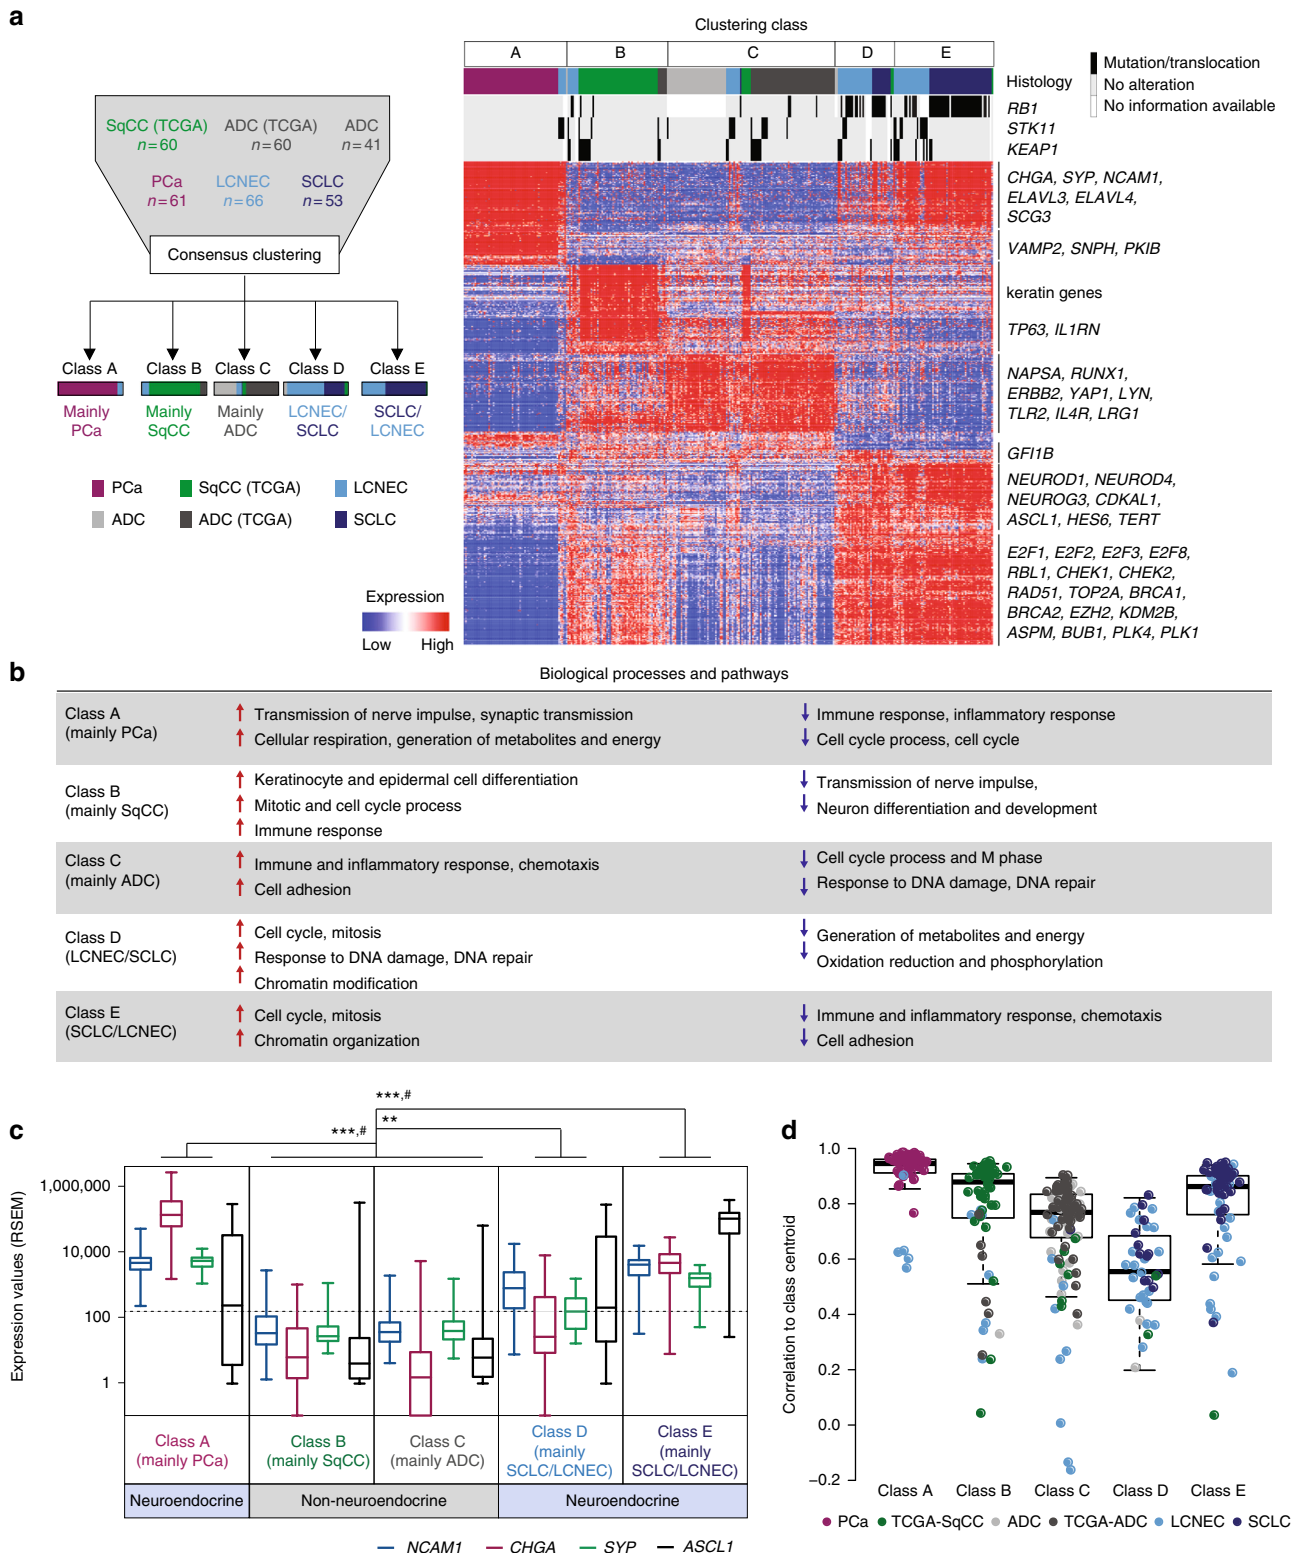 a
Clustering class
A B C D E
Histology
RB1
STK11
KEAP1
Mutation/translocation
No alteration
No information available
SqCC (TCGA) ADC (TCGA) ADC
n=60 n=60 n=41
PCa LCNEC SCLC
n=61 n=66 n=53
Consensus clustering
Class A Class B Class C Class D Class E
Mainly Mainly Mainly LCNEC/ SCLC/
PCa SqCC ADC SCLC LCNEC
PCa SqCC (TCGA) LCNEC
ADC ADC (TCGA) SCLC
Expression
Low High
CHGA, SYP, NCAM1,
ELAVL3, ELAVL4,
SCG3
VAMP2, SNPH, PKIB
keratin genes
TP63, IL1RN
NAPSA, RUNX1,
ERBB2, YAP1, LYN,
TLR2, IL4R, LRG1
GFI1B
NEUROD1, NEUROD4,
NEUROG3, CDKAL1,
ASCL1, HES6, TERT
E2F1, E2F2, E2F3, E2F8,
RBL1, CHEK1, CHEK2,
RAD51, TOP2A, BRCA1,
BRCA2, EZH2, KDM2B,
ASPM, BUB1, PLK4, PLK1
b
Biological processes and pathways
Class A
(mainly PCa)
↑ Transmission of nerve impulse, synaptic transmission
↑ Cellular respiration, generation of metabolites and energy
↓ Immune response, inflammatory response
↓ Cell cycle process, cell cycle
Class B
(mainly SqCC)
↑ Keratinocyte and epidermal cell differentiation
↑ Mitotic and cell cycle process
↑ Immune response
↓ Transmission of nerve impulse,
↓ Neuron differentiation and development
Class C
(mainly ADC)
↑ Immune and inflammatory response, chemotaxis
↑ Cell adhesion
↓ Cell cycle process and M phase
↓ Response to DNA damage, DNA repair
Class D
(LCNEC/SCLC)
↑ Cell cycle, mitosis
↑ Response to DNA damage, DNA repair
↑ Chromatin modification
↓ Generation of metabolites and energy
↓ Oxidation reduction and phosphorylation
Class E
(SCLC/LCNEC)
↑ Cell cycle, mitosis
↑ Chromatin organization
↓ Immune and inflammatory response, chemotaxis
↓ Cell adhesion
c
***,#
**
***,#
Expression values (RSEM)
1,000,000
10,000
100
1
Class A Class B Class C Class D Class E
(mainly PCa) (mainly SqCC) (mainly ADC) (mainly SCLC/LCNEC) (mainly SCLC/LCNEC)
Neuroendocrine Non-neuroendocrine Neuroendocrine
NCAM1 CHGA SYP ASCL1
d
Correlation to class centroid
1.0
0.8
0.6
0.4
0.2
0.0
−0.2
Class A Class B Class C Class D Class E
PCa TCGA-SqCC ADC TCGA-ADC LCNEC SCLC